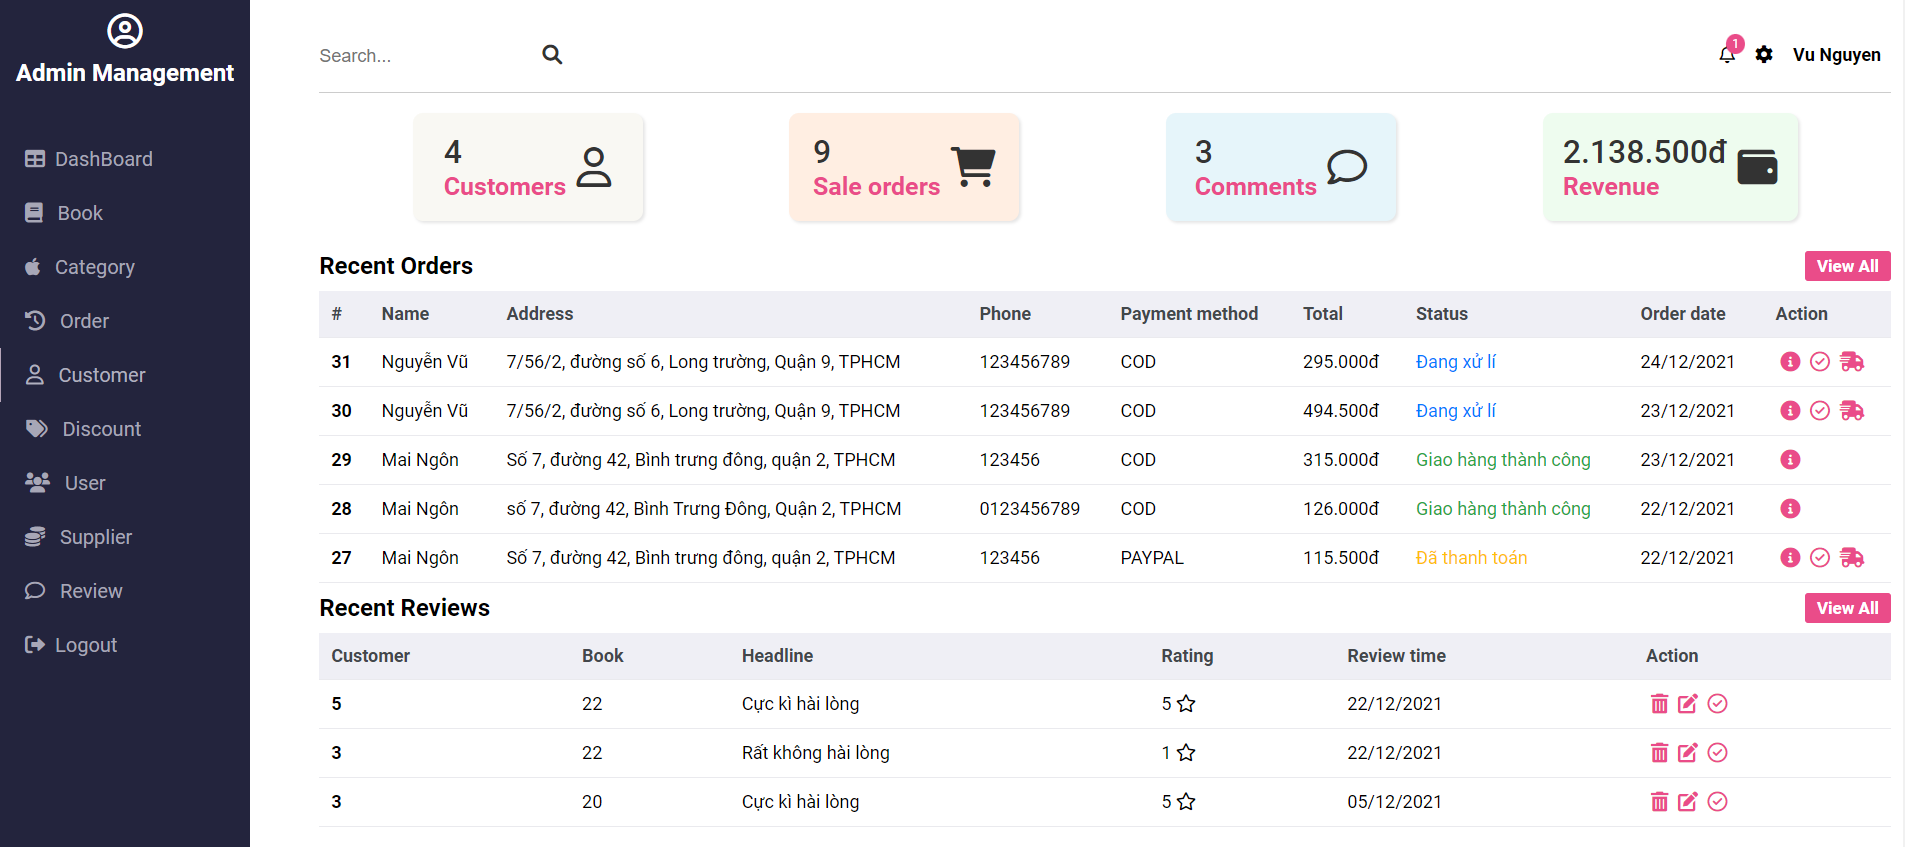 Admin Management
DashBoard
Book
Category
Order
Customer
Discount
User
Supplier
Review
Logout
Search...
1
Vu Nguyen
4
Customers
9
Sale orders
3
Comments
2.138.500đ
Revenue
Recent Orders
View All
# Name Address Phone Payment method Total Status Order date Action
31 Nguyễn Vũ 7/56/2, đường số 6, Long trường, Quận 9, TPHCM 123456789 COD 295.000đ Đang xử lí 24/12/2021
30 Nguyễn Vũ 7/56/2, đường số 6, Long trường, Quận 9, TPHCM 123456789 COD 494.500đ Đang xử lí 23/12/2021
29 Mai Ngôn Số 7, đường 42, Bình trưng đông, quận 2, TPHCM 123456 COD 315.000đ Giao hàng thành công 23/12/2021
28 Mai Ngôn số 7, đường 42, Bình Trưng Đông, Quận 2, TPHCM 0123456789 COD 126.000đ Giao hàng thành công 22/12/2021
27 Mai Ngôn Số 7, đường 42, Bình trưng đông, quận 2, TPHCM 123456 PAYPAL 115.500đ Đã thanh toán 22/12/2021
Recent Reviews
View All
Customer Book Headline Rating Review time Action
5 22 Cực kì hài lòng 5 22/12/2021
3 22 Rất không hài lòng 1 22/12/2021
3 20 Cực kì hài lòng 5 05/12/2021